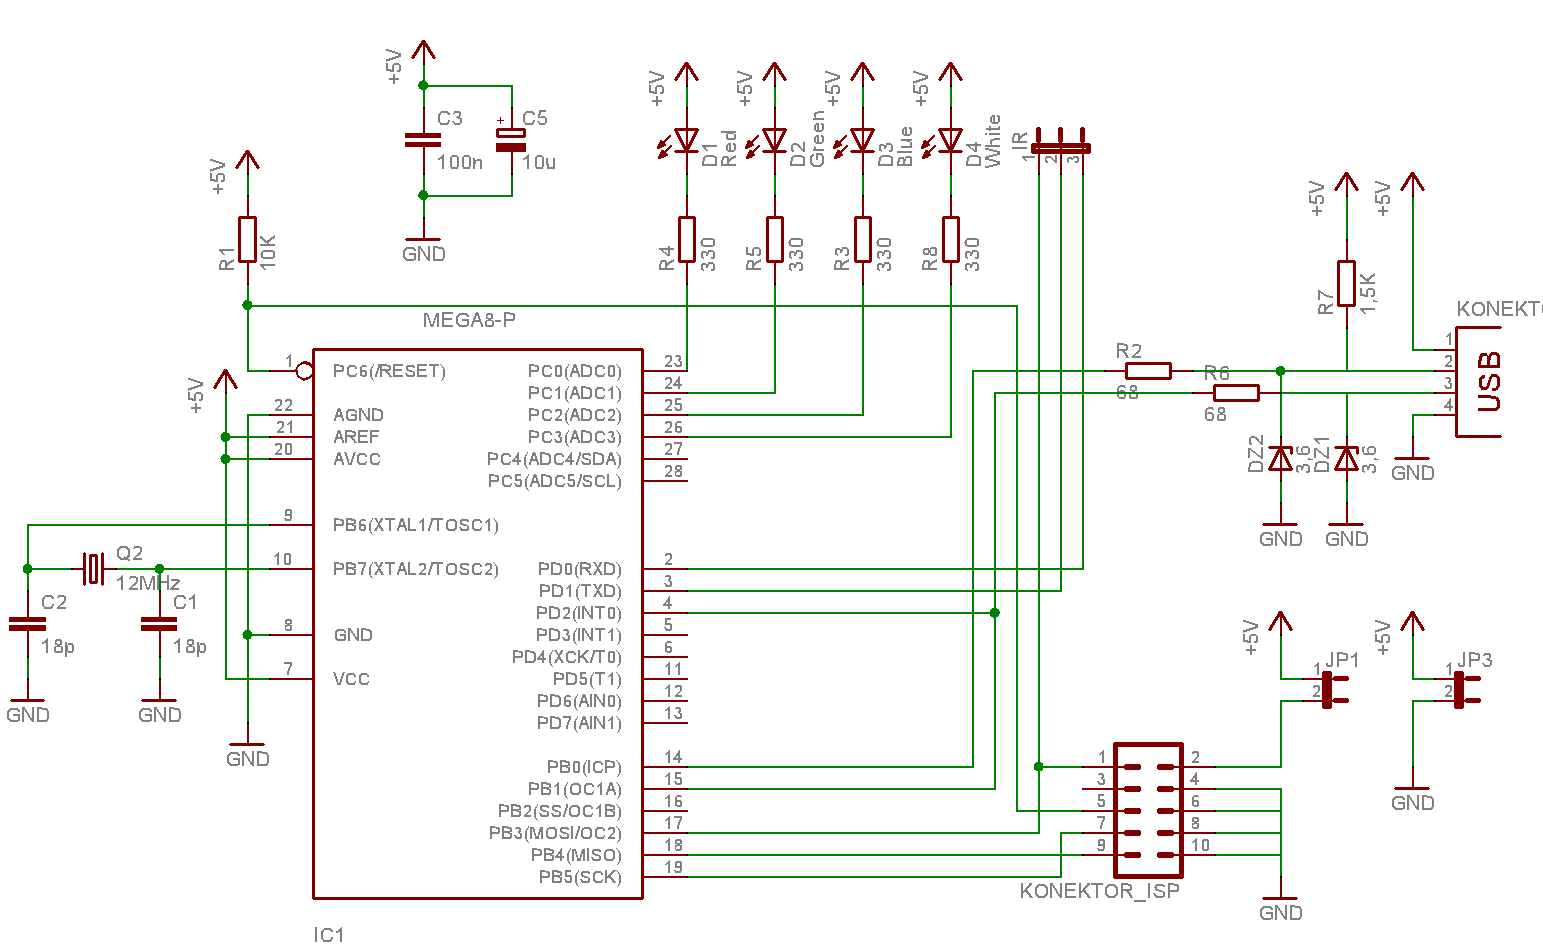 +5V
C3
100n
+
C5
10u
GND
+5V
R1
10K
+5V
D1
Red
R4
330
+5V
D2
Green
R5
330
+5V
D3
Blue
R3
330
+5V
D4
White
R8
330
IR
1
2
3
+5V
R7
1,5K
+5V
KONEKT
USB
1
2
3
4
GND
R2
68
R6
68
DZ2
3,6
GND
DZ1
3,6
GND
MEGA8-P
1 PC6(/RESET)
+5V
22 AGND
21 AREF
20 AVCC
9 PB6(XTAL1/TOSC1)
10 PB7(XTAL2/TOSC2)
8 GND
7 VCC
GND
Q2
12MHz
C2
18p
GND
C1
18p
GND
PC0(ADC0) 23
PC1(ADC1) 24
PC2(ADC2) 25
PC3(ADC3) 26
PC4(ADC4/SDA) 27
PC5(ADC5/SCL) 28
PD0(RXD) 2
PD1(TXD) 3
PD2(INT0) 4
PD3(INT1) 5
PD4(XCK/T0) 6
PD5(T1) 11
PD6(AIN0) 12
PD7(AIN1) 13
PB0(ICP) 14
PB1(OC1A) 15
PB2(SS/OC1B) 16
PB3(MOSI/OC2) 17
PB4(MISO) 18
PB5(SCK) 19
IC1
+5V
JP1
1
2
+5V
JP3
1
2
GND
1 2
3 4
5 6
7 8
9 10
KONEKTOR_ISP
GND